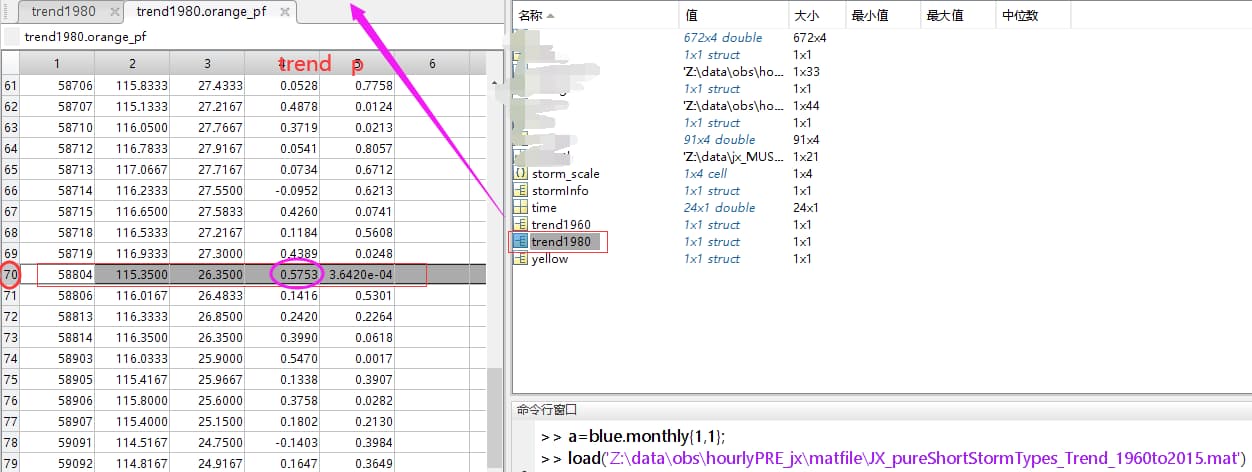 trend1980 × trend1980.orange_pf ×
trend1980.orange_pf
trend p
1 2 3 4 5 6
61 58706 115.8333 27.4333 0.0528 0.7758
62 58707 115.1333 27.2167 0.4878 0.0124
63 58710 116.0500 27.7667 0.3719 0.0213
64 58712 116.7833 27.9167 0.0541 0.8057
65 58713 117.0667 27.7167 0.0734 0.6712
66 58714 116.2333 27.5500 -0.0952 0.6213
67 58715 116.6500 27.5833 0.4260 0.0741
68 58718 116.5333 27.2167 0.1184 0.5608
69 58719 116.9333 27.3000 0.4389 0.0248
70 58804 115.3500 26.3500 0.5753 3.6420e-04
71 58806 116.0167 26.4833 0.1416 0.5301
72 58813 116.3333 26.8500 0.2420 0.2264
73 58814 116.3500 26.3500 0.3990 0.0618
74 58903 116.0333 25.9000 0.5470 0.0017
75 58905 115.4167 25.9667 0.1338 0.3907
76 58906 115.8000 25.6000 0.3758 0.0282
77 58907 115.4000 25.1500 0.1802 0.2130
78 59091 114.5167 24.7500 -0.1403 0.3984
79 59092 114.8167 24.9167 0.1647 0.3649
名称 值 大小 最小值 最大值 中位数
672x4 double 672x4
1x1 struct 1x1
'Z:\data\obs\hou... 1x33
1x1 struct 1x1
'Z:\data\obs\hou... 1x44
1x1 struct 1x1
91x4 double 91x4
'Z:\data\jx_MUS... 1x21
storm_scale 1x4 cell 1x4
stormInfo 1x1 struct 1x1
time 24x1 double 24x1
trend1960 1x1 struct 1x1
trend1980 1x1 struct 1x1
yellow 1x1 struct 1x1
命令行窗口
>> a=blue.monthly{1,1};
>> load('Z:\data\obs\hourlyPRE_jx\matfile\JX_pureShortStormTypes_Trend_1960to2015.mat')